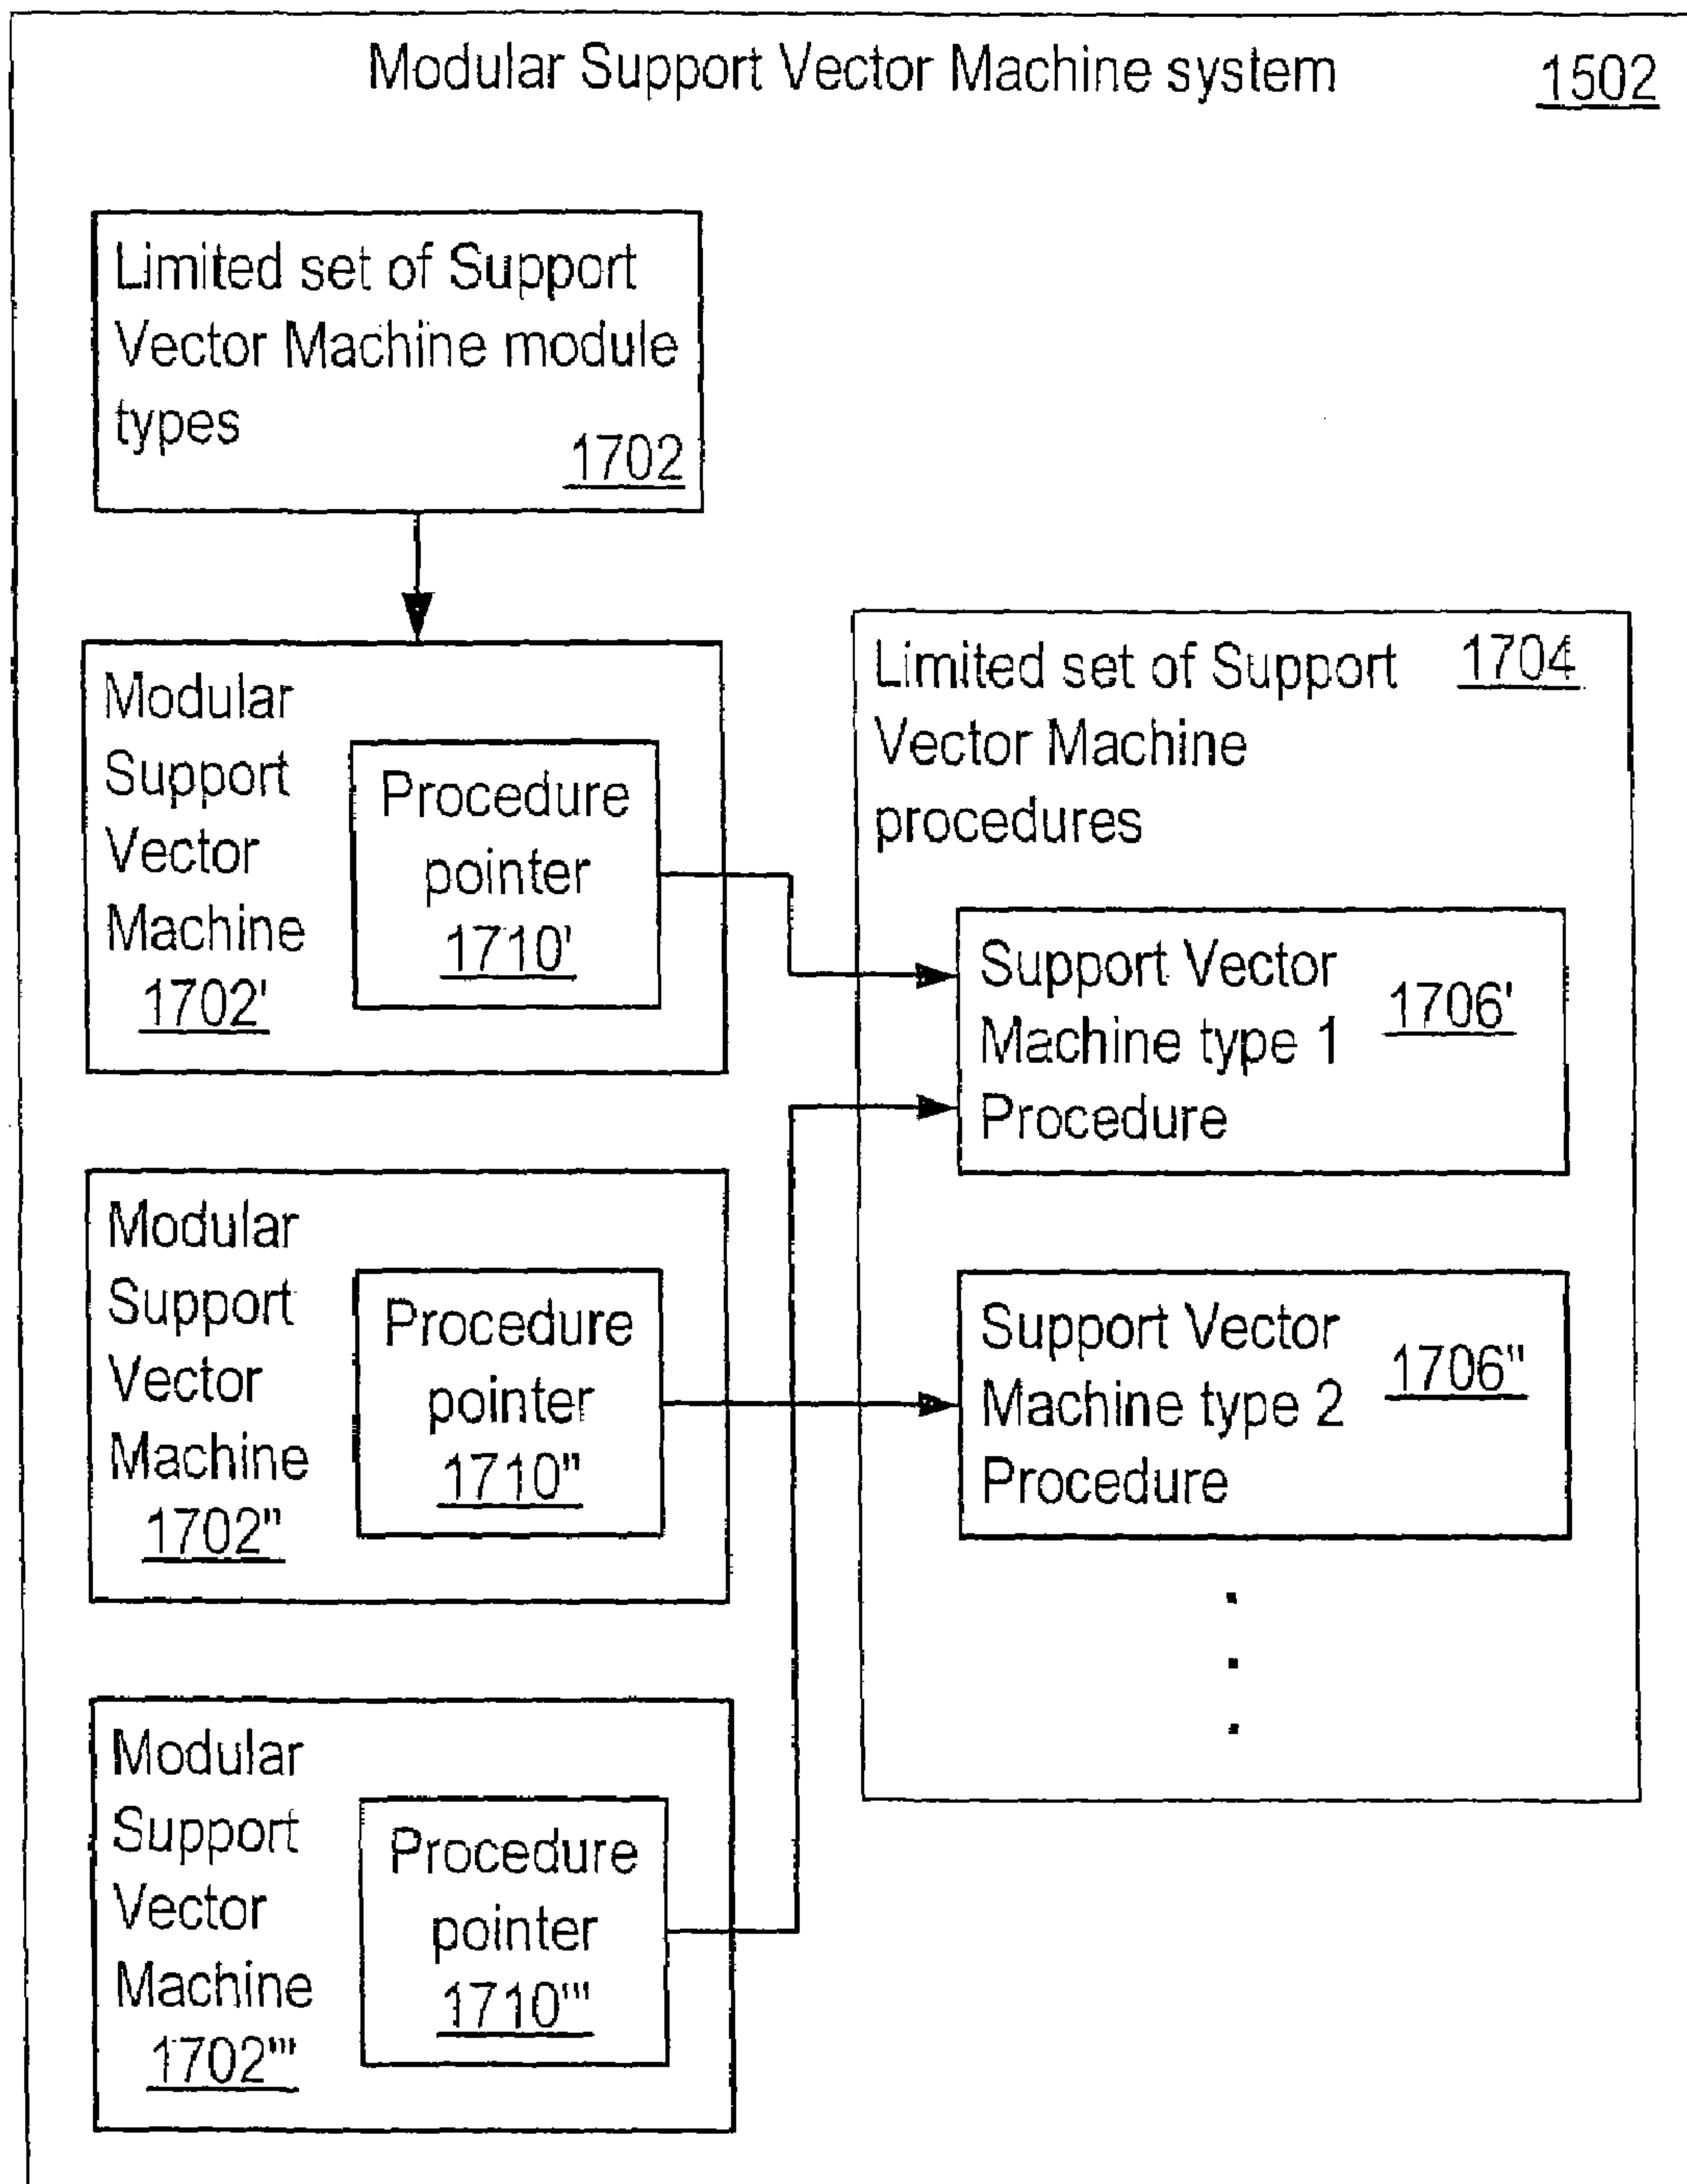 Modular Support Vector Machine system 1502
Limited set of Support
Vector Machine module
types
1702
Modular
Support
Vector
Machine
1702'
Procedure
pointer
1710'
Limited set of Support 1704
Vector Machine
procedures
Support Vector
Machine type 1
Procedure
1706'
Modular
Support
Vector
Machine
1702"
Procedure
pointer
1710"
Support Vector
Machine type 2
Procedure
1706"
.
.
.
Modular
Support
Vector
Machine
1702'"
Procedure
pointer
1710'"